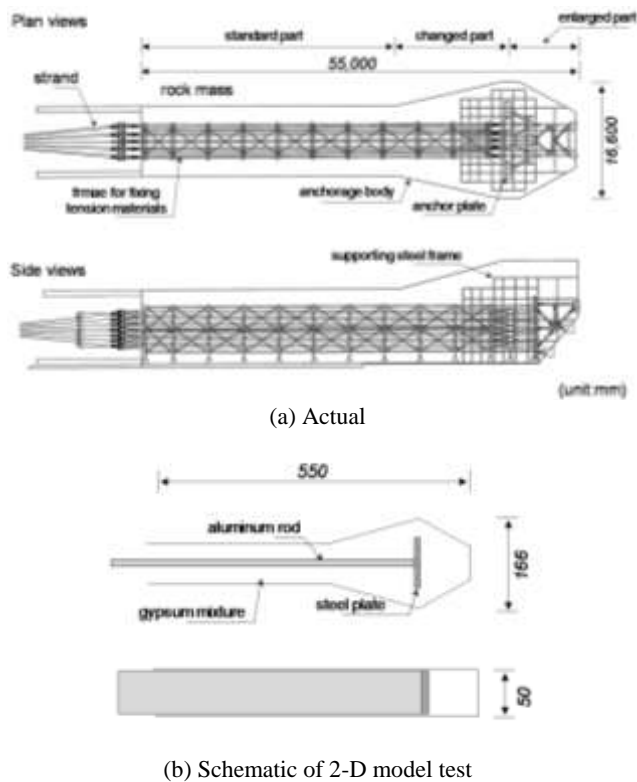 Plan views
enlarged part
standard part
changed part
55,000
strand
rock mass
16,600
frmae for fixing
tension materials
anchorage body
anchor plate
Side views
supporting steel frame
(unit:mm)
(a) Actual
550
aluminum rod
166
gypsum mixture
steel plate
50
(b) Schematic of 2-D model test